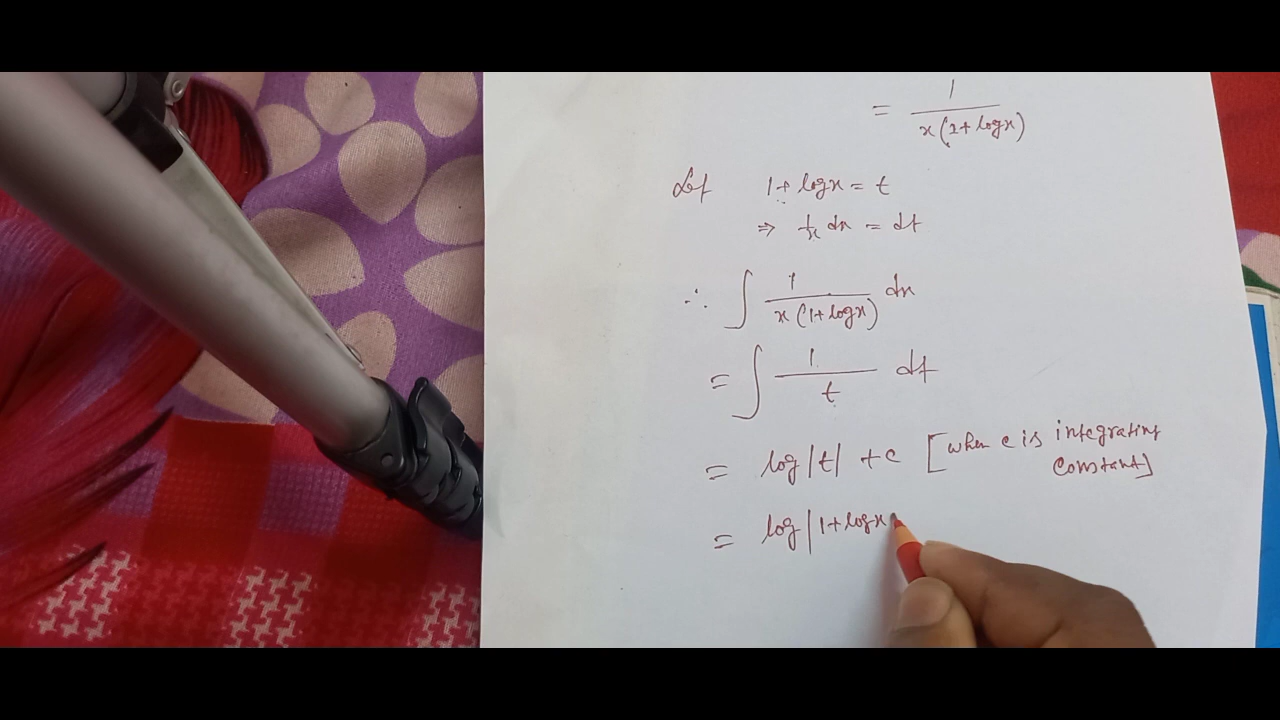 = 1 / x(1+logx)
Let 1+ logx = t
⇒ 1/x dx = dt
∴ ∫ 1 / x(1+logx) dx
= ∫ 1 / t dt
= log|t| + c [when c is integrating
constant]
= log|1+logx